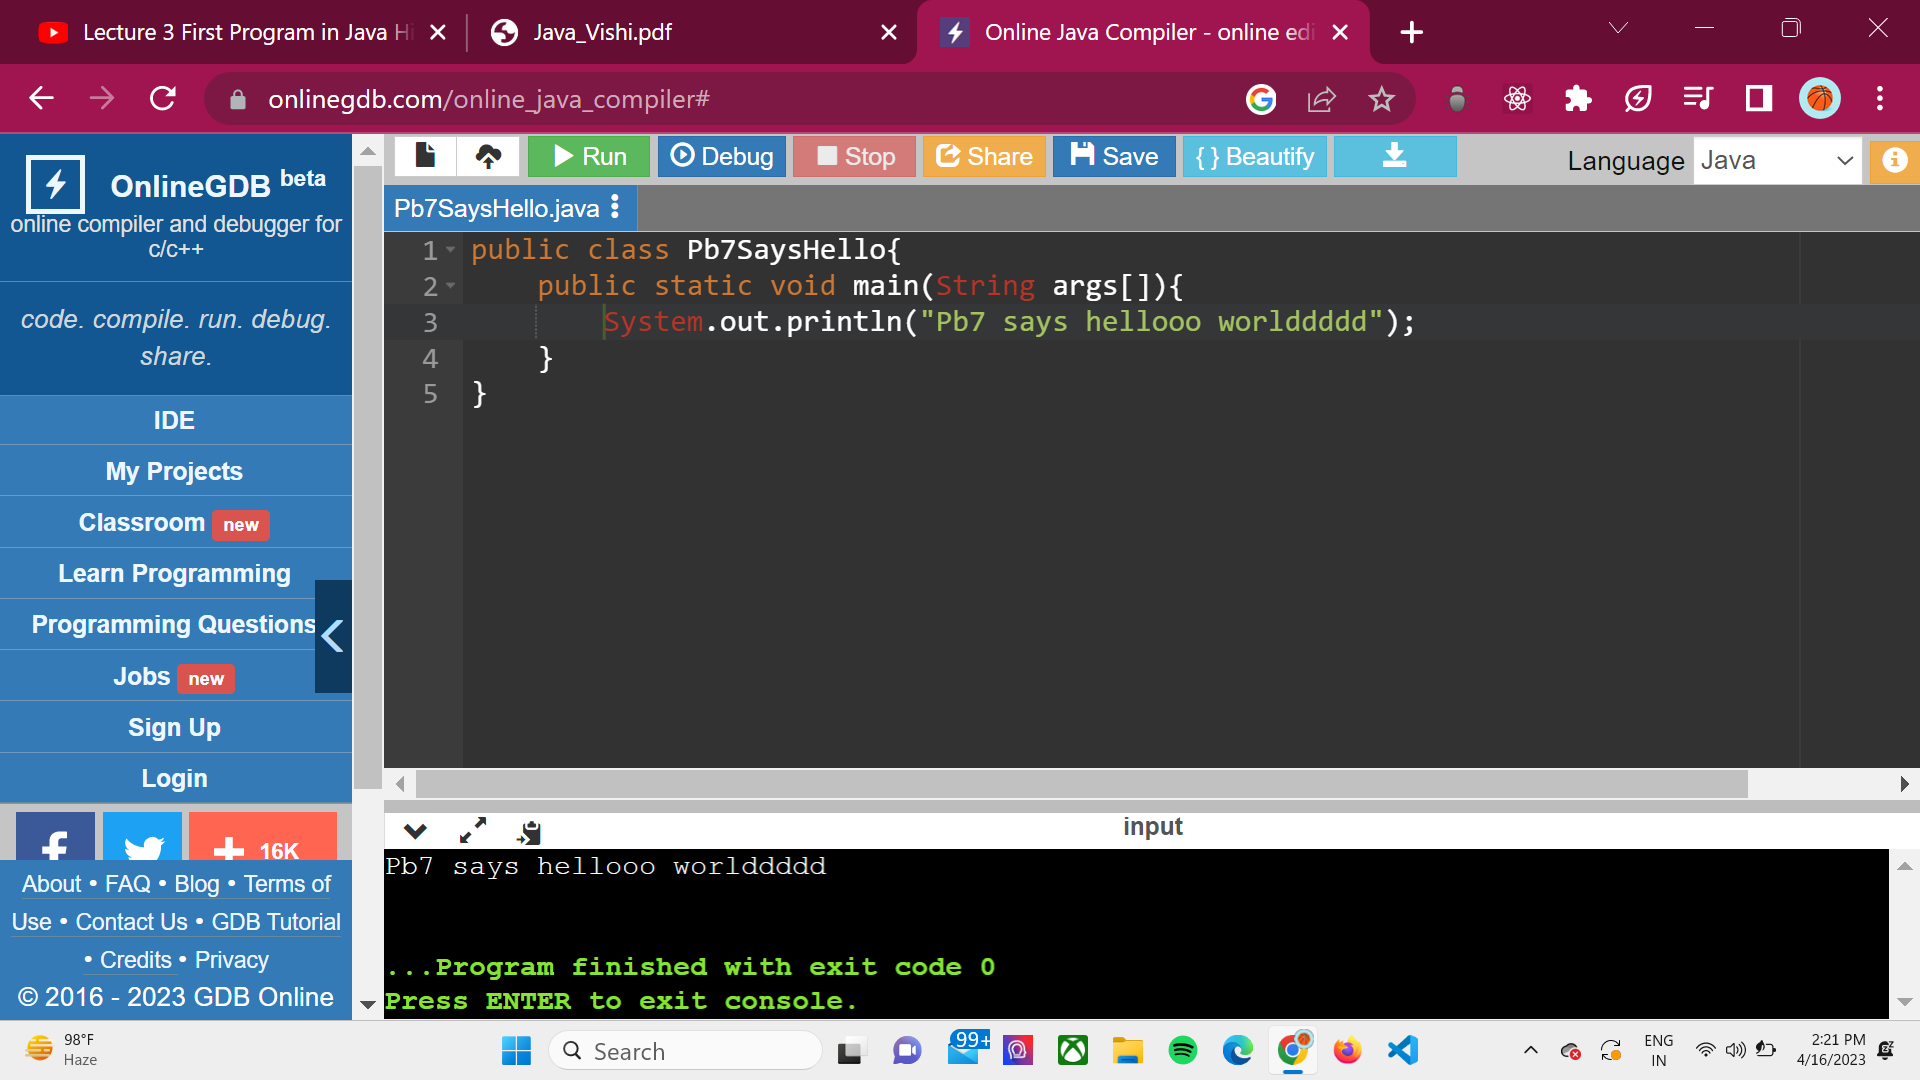 Lecture 3 First Program in Java Hi
Java_Vishi.pdf
Online Java Compiler - online edi
onlinegdb.com/online_java_compiler#
OnlineGDB beta
online compiler and debugger for
c/c++
code. compile. run. debug.
share.
IDE
My Projects
Classroom new
Learn Programming
Programming Questions
Jobs new
Sign Up
Login
16K
About • FAQ • Blog • Terms of
Use • Contact Us • GDB Tutorial
• Credits • Privacy
© 2016 - 2023 GDB Online
Run Debug Stop Share Save { } Beautify
Language Java
Pb7SaysHello.java
1 public class Pb7SaysHello{
2 public static void main(String args[]){
3 System.out.println("Pb7 says hellooo worlddddd");
4 }
5 }
input
Pb7 says hellooo worlddddd
...Program finished with exit code 0
Press ENTER to exit console.
98°F
Haze
Search
99+
ENG
IN
2:21 PM
4/16/2023